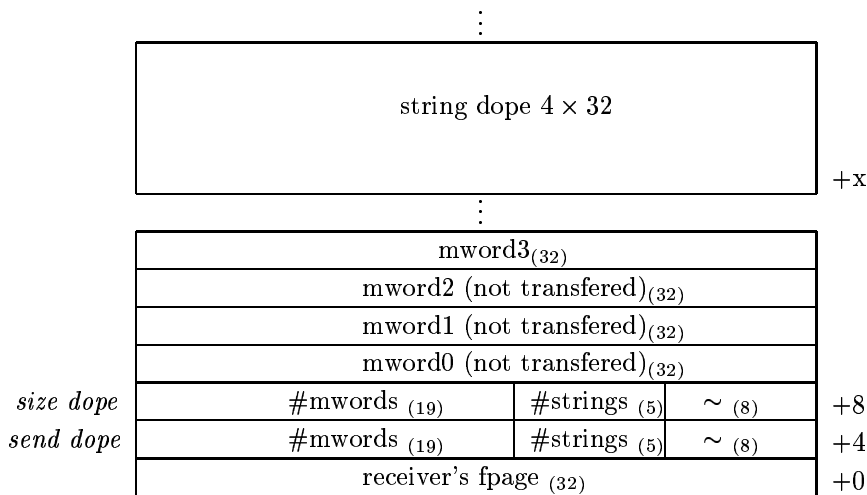 ⋮
string dope 4 × 32
+x
⋮
mword3(32)
mword2 (not transfered)(32)
mword1 (not transfered)(32)
mword0 (not transfered)(32)
size dope #mwords (19) #strings (5) ~ (8) +8
send dope #mwords (19) #strings (5) ~ (8) +4
receiver's fpage (32) +0